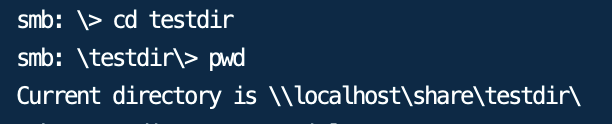 smb: \> cd testdir
smb: \testdir\> pwd
Current directory is \\localhost\share\testdir\